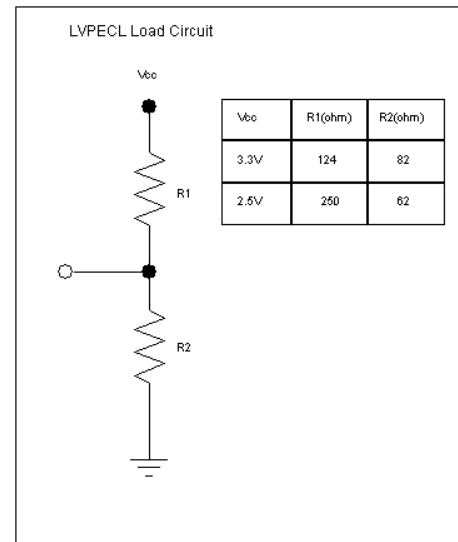 LVPECL Load Circuit
Vcc
Vcc R1(ohm) R2(ohm)
3.3V 124 82
2.5V 250 62
R1
R2